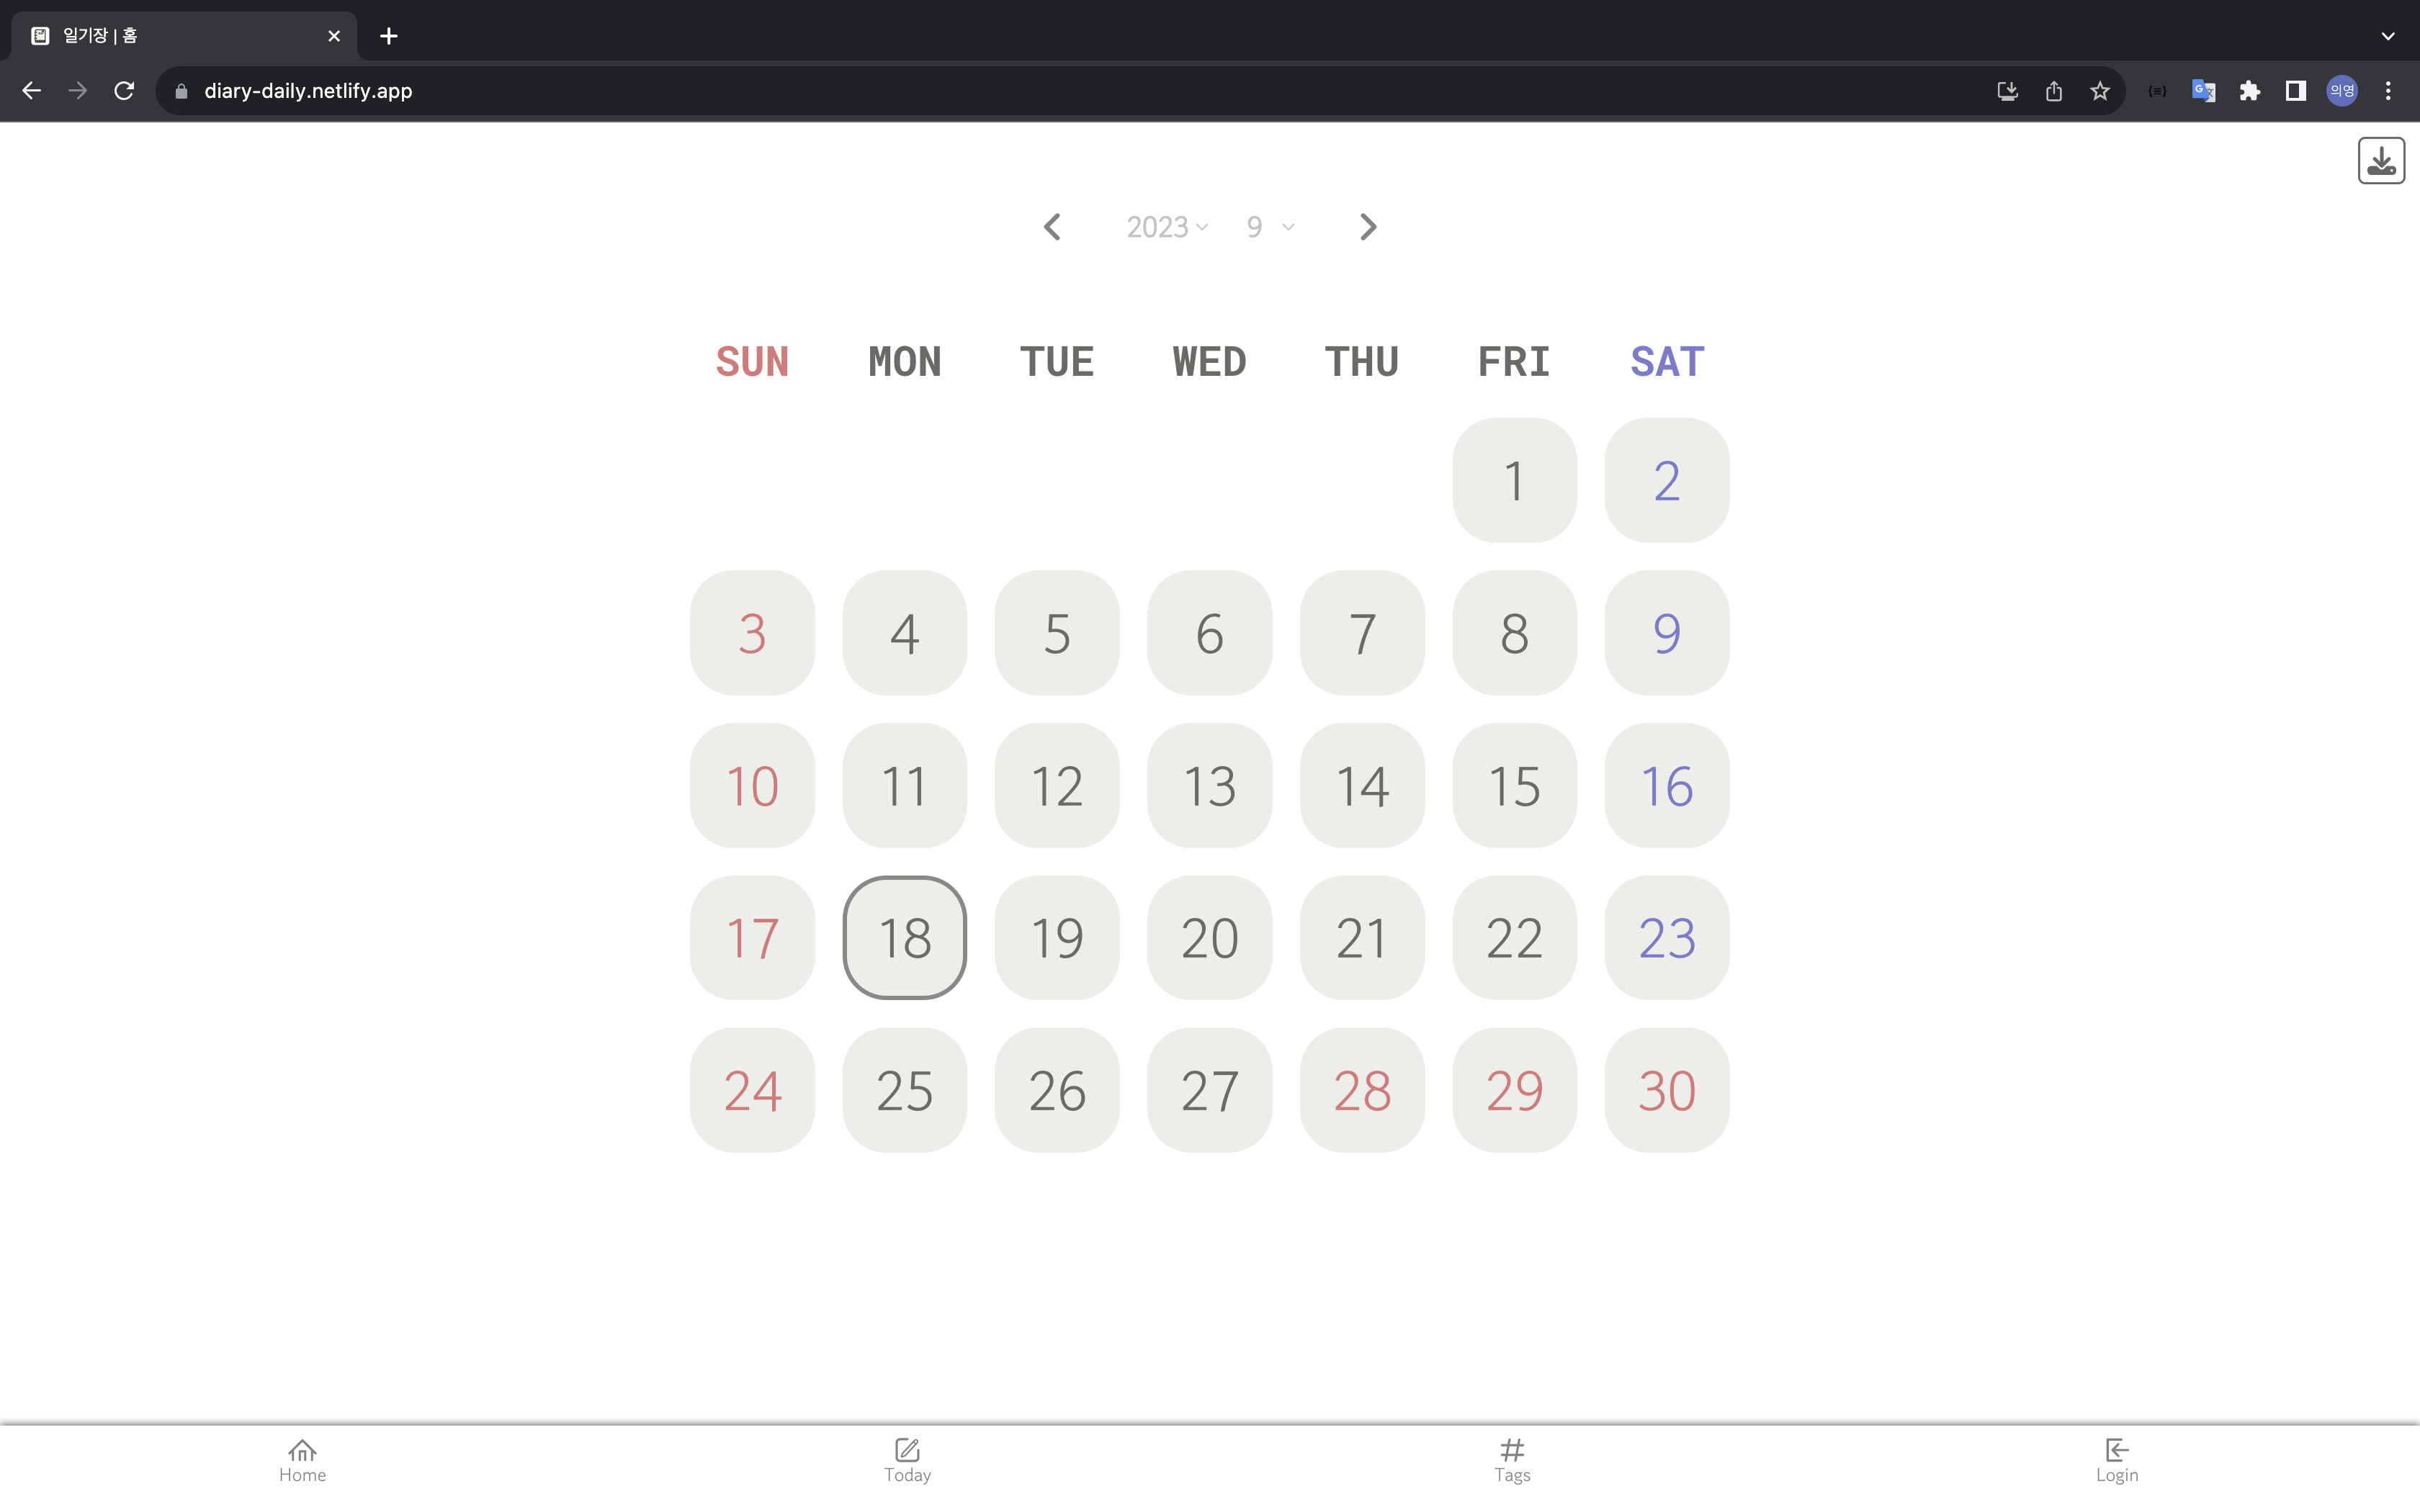 일기장 | 홈
diary-daily.netlify.app
의영
2023 9
SUN MON TUE WED THU FRI SAT
1 2
3 4 5 6 7 8 9
10 11 12 13 14 15 16
17 18 19 20 21 22 23
24 25 26 27 28 29 30
Home Today Tags Login